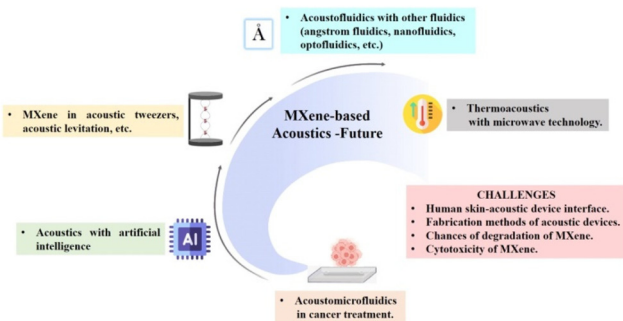 Å
• Acoustofluidics with other fluidics
(angstrom fluidics, nanofluidics,
optofluidics, etc.)
• MXene in acoustic tweezers,
acoustic levitation, etc.
MXene-based
Acoustics -Future
• Thermoacoustics
with microwave technology.
CHALLENGES
• Human skin-acoustic device interface.
• Fabrication methods of acoustic devices.
• Chances of degradation of MXene.
• Cytotoxicity of MXene.
• Acoustics with artificial
intelligence
AI
• Acoustomicrofluidics
in cancer treatment.